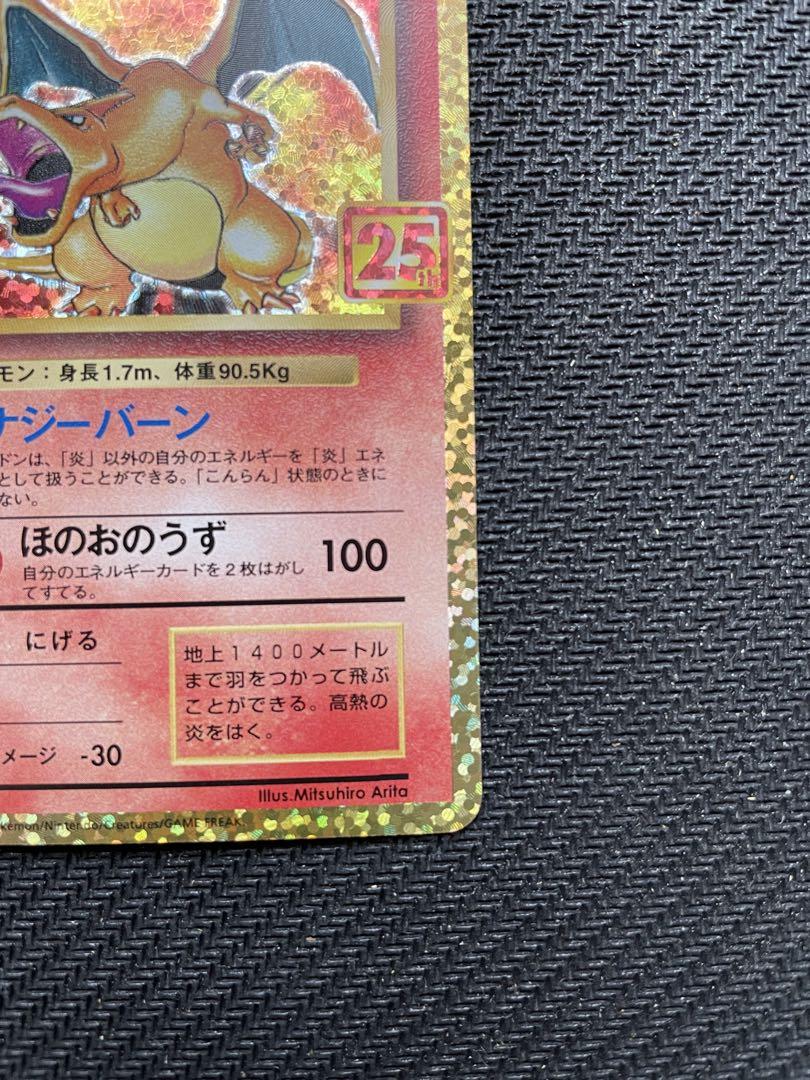 25th
モン：身長1.7m、体重90.5Kg
ナジーバーン
ドンは、「炎」以外の自分のエネルギーを「炎」エネ
として扱うことができる。「こんらん」状態のときに
ない。
ほのおのうず 100
自分のエネルギーカードを２枚はがし
てすてる。
にげる
地上１４００メートル
まで羽をつかって飛ぶ
ことができる。高熱の
炎をはく。
メージ -30
Illus.Mitsuhiro Arita
kémon/Nintendo/Creatures/GAME FREAK.